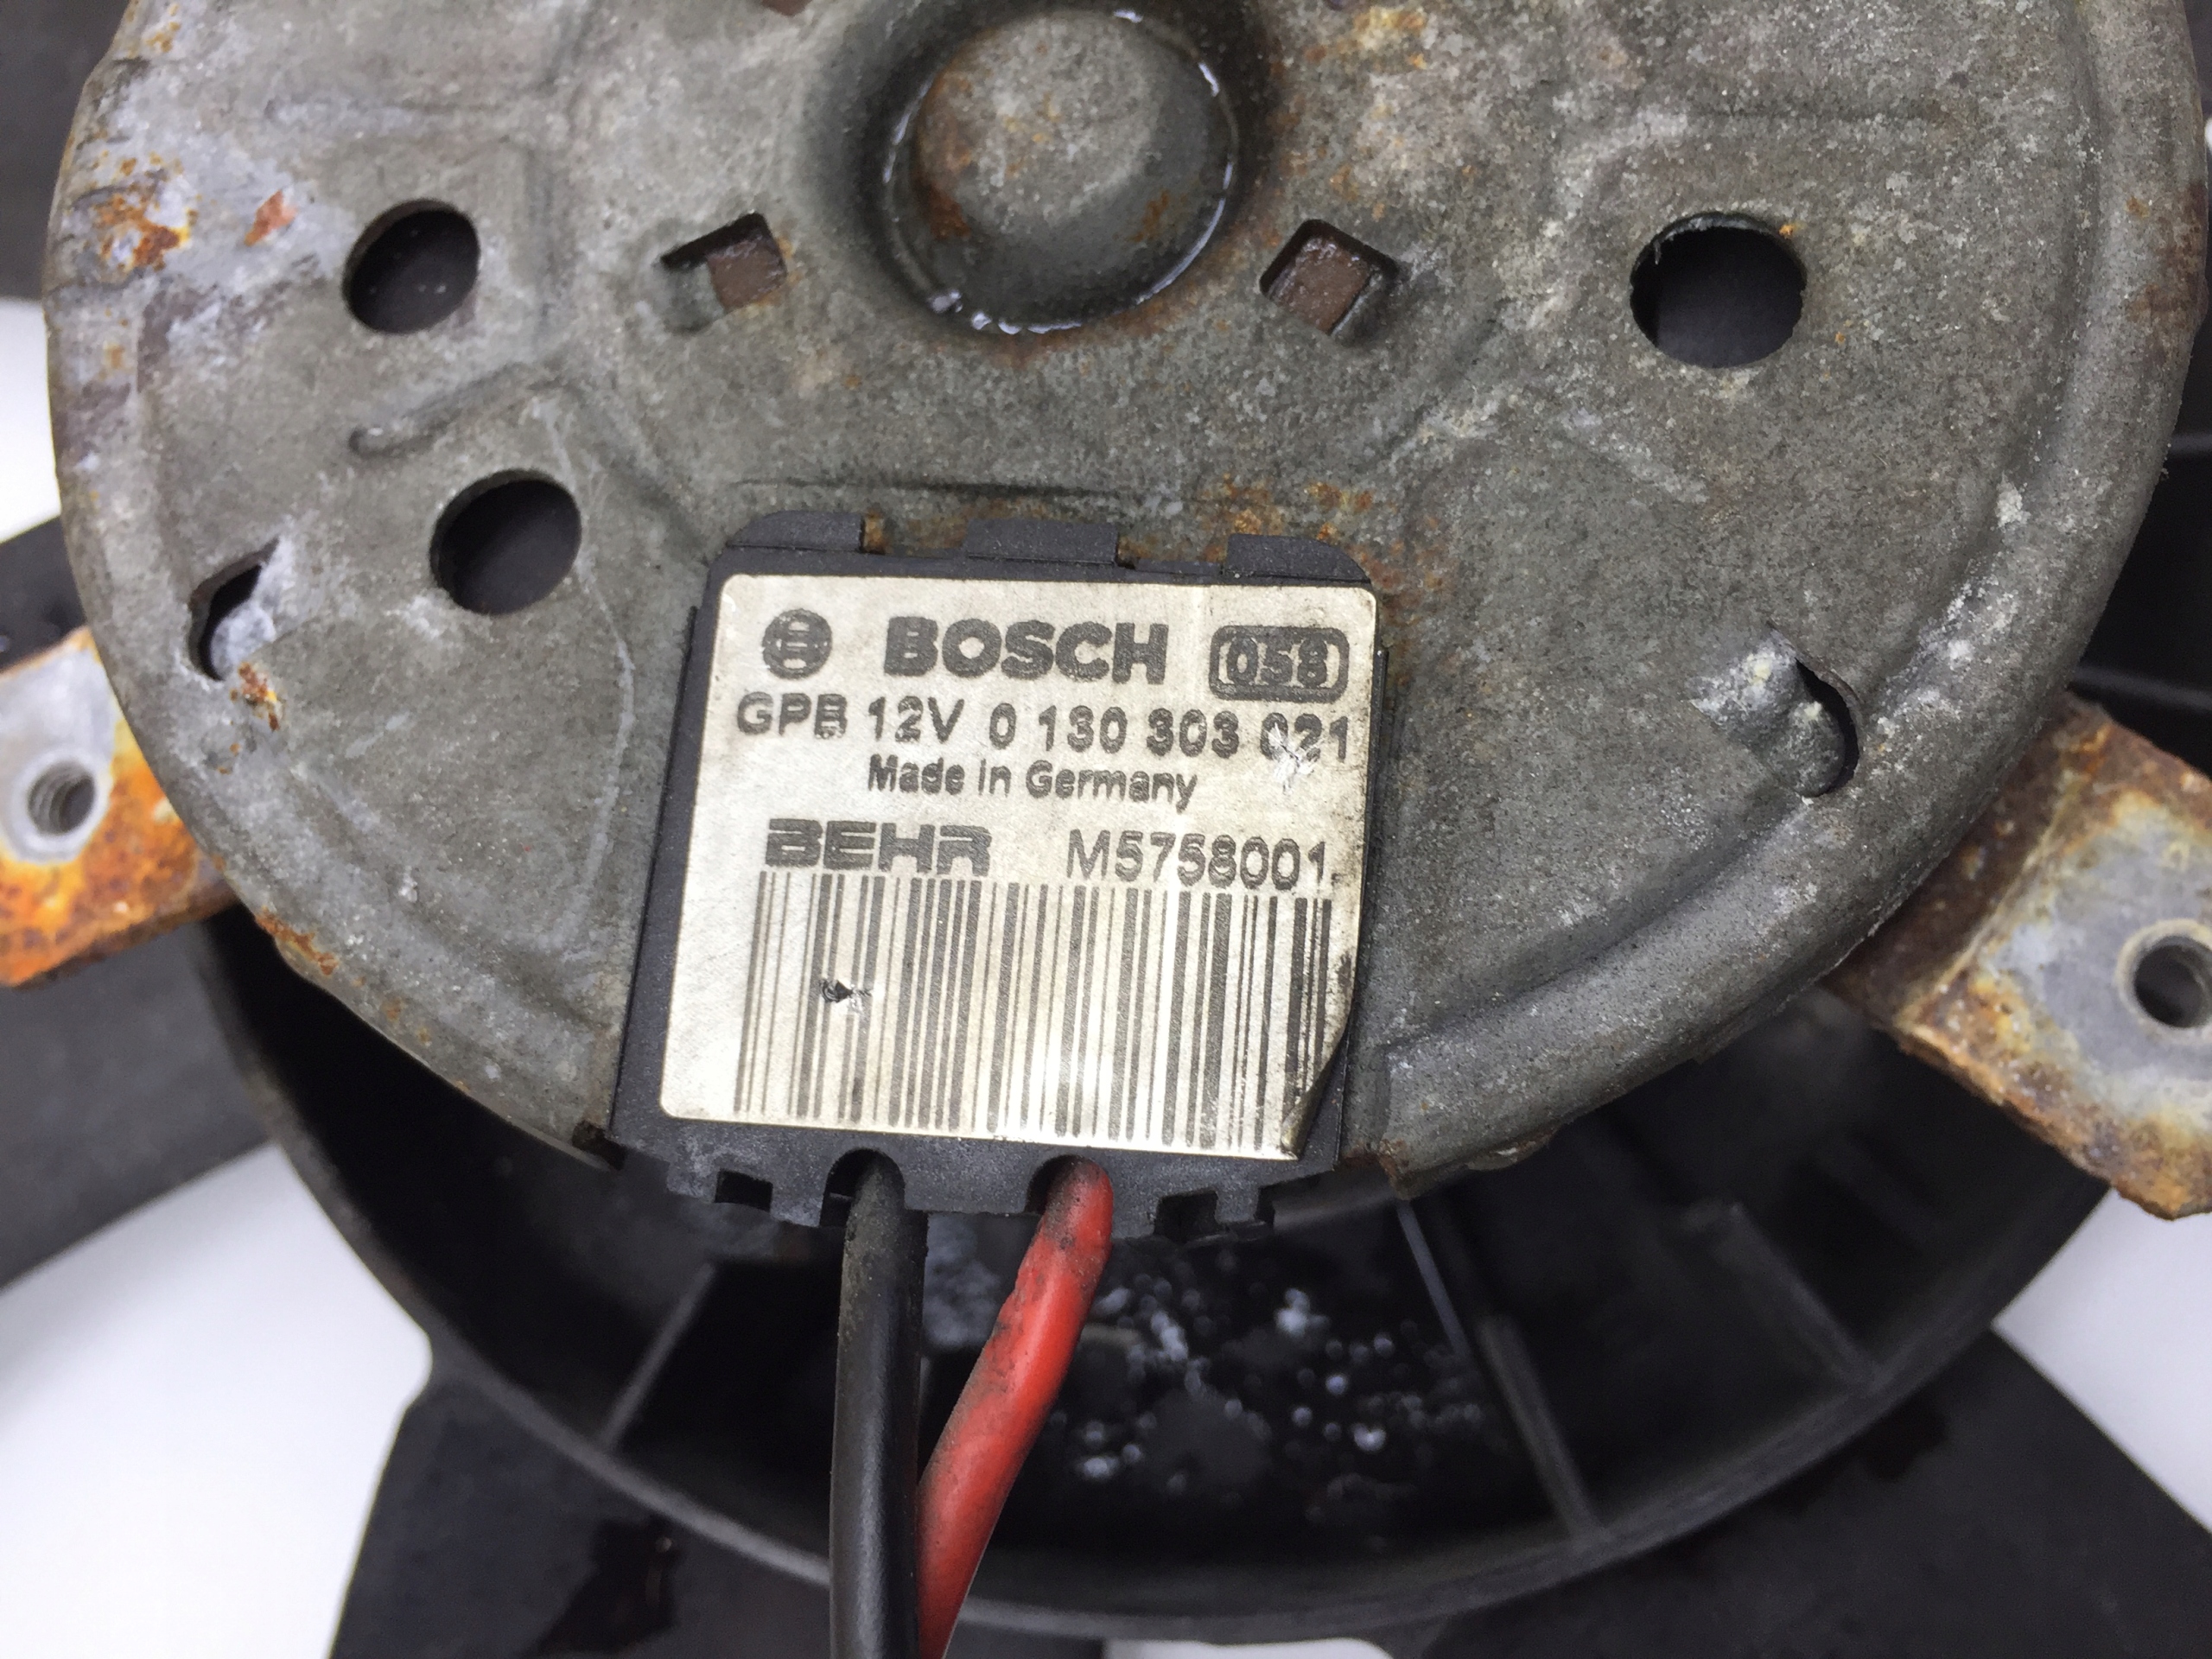 BOSCH 058
GPB 12V 0 130 303 021
Made in Germany
BEHR M5758001